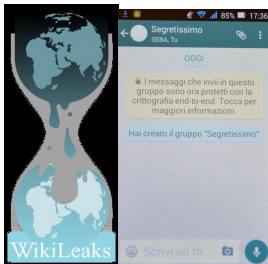 WikiLeaks
85% 17:36
Segretissimo
SEBA, Tu
OGGI
I messaggi che invii in questo
gruppo sono ora protetti con la
crittografia end-to-end. Tocca per
maggiori informazioni.
Hai creato il gruppo "Segretissimo"
Scrivi un m...